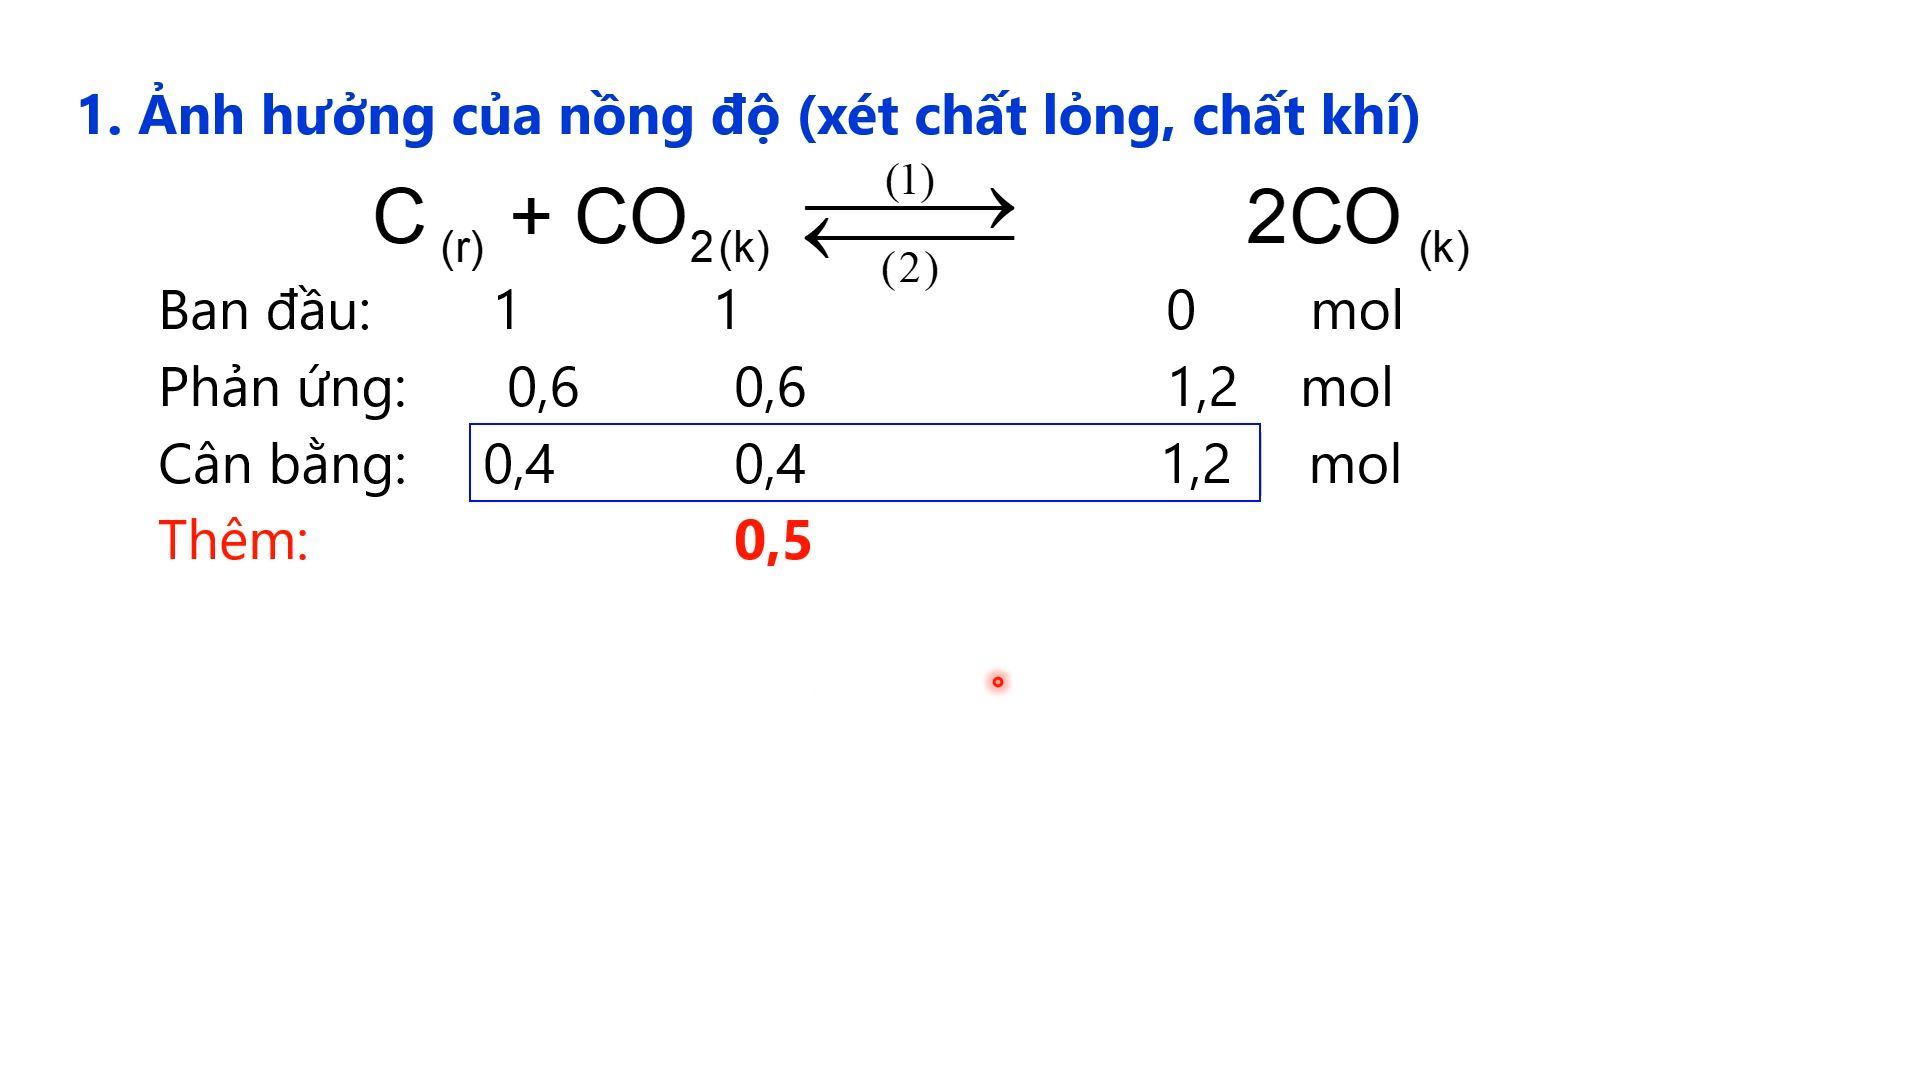 1. Ảnh hưởng của nồng độ (xét chất lỏng, chất khí)
C (r) + CO2(k) (1) (2) 2CO (k)
Ban đầu: 1 1 0 mol
Phản ứng: 0,6 0,6 1,2 mol
Cân bằng: 0,4 0,4 1,2 mol
Thêm: 0,5